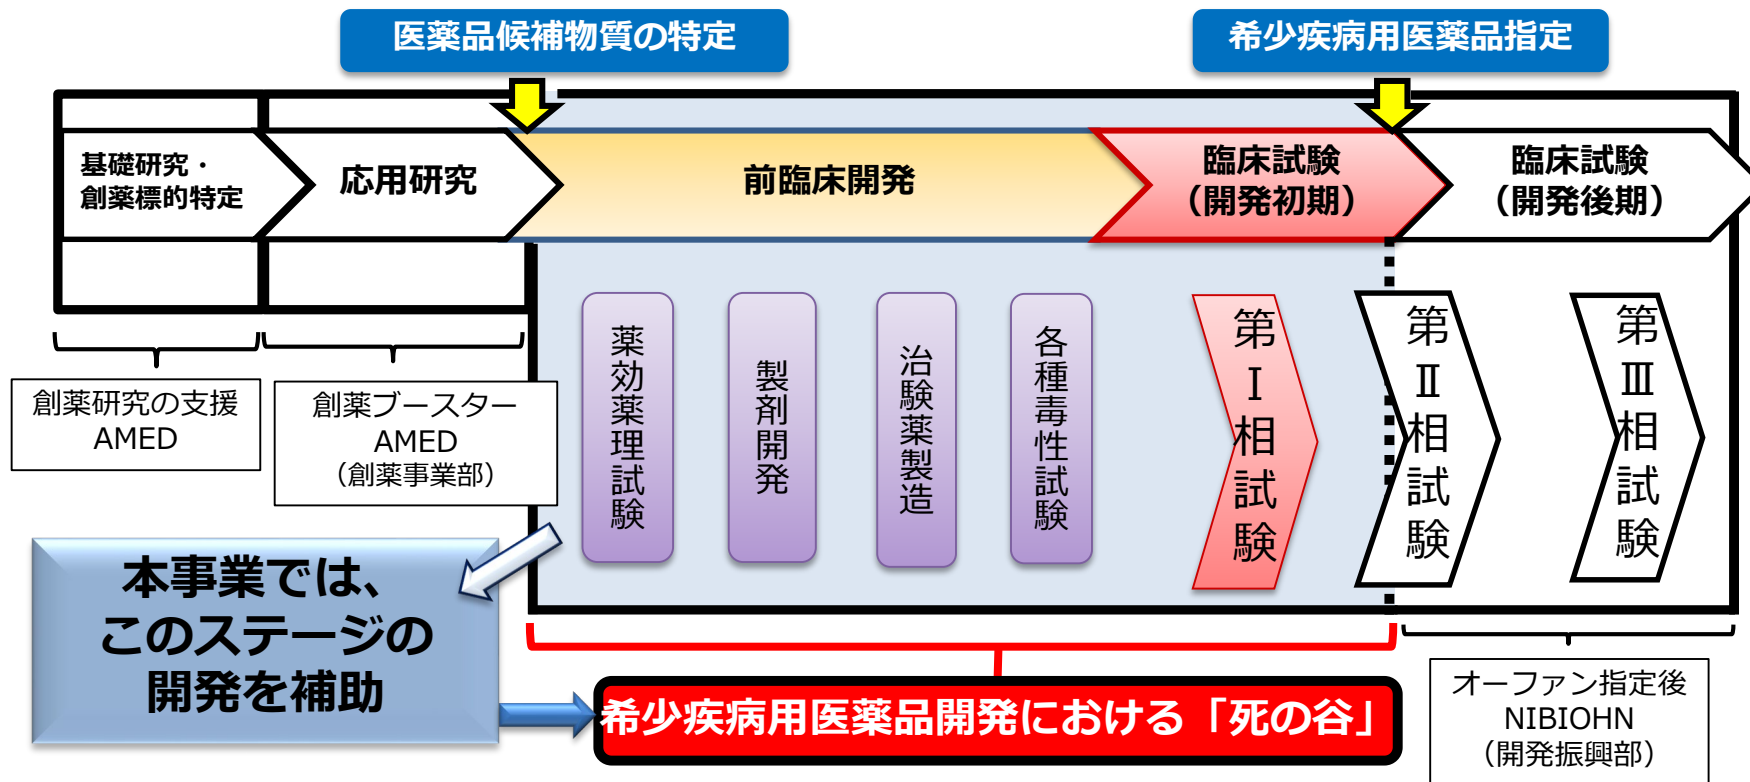 医薬品候補物質の特定
希少疾病用医薬品指定
基礎研究・
創薬標的特定
応用研究
前臨床開発
臨床試験
（開発初期）
臨床試験
（開発後期）
薬効薬理試験
製剤開発
治験薬製造
各種毒性試験
第Ⅰ相試験
第Ⅱ相試験
第Ⅲ相試験
創薬研究の支援
AMED
創薬ブースター
AMED
（創薬事業部）
本事業では、
このステージの
開発を補助
希少疾病用医薬品開発における「死の谷」
オーファン指定後
NIBIOHN
（開発振興部）